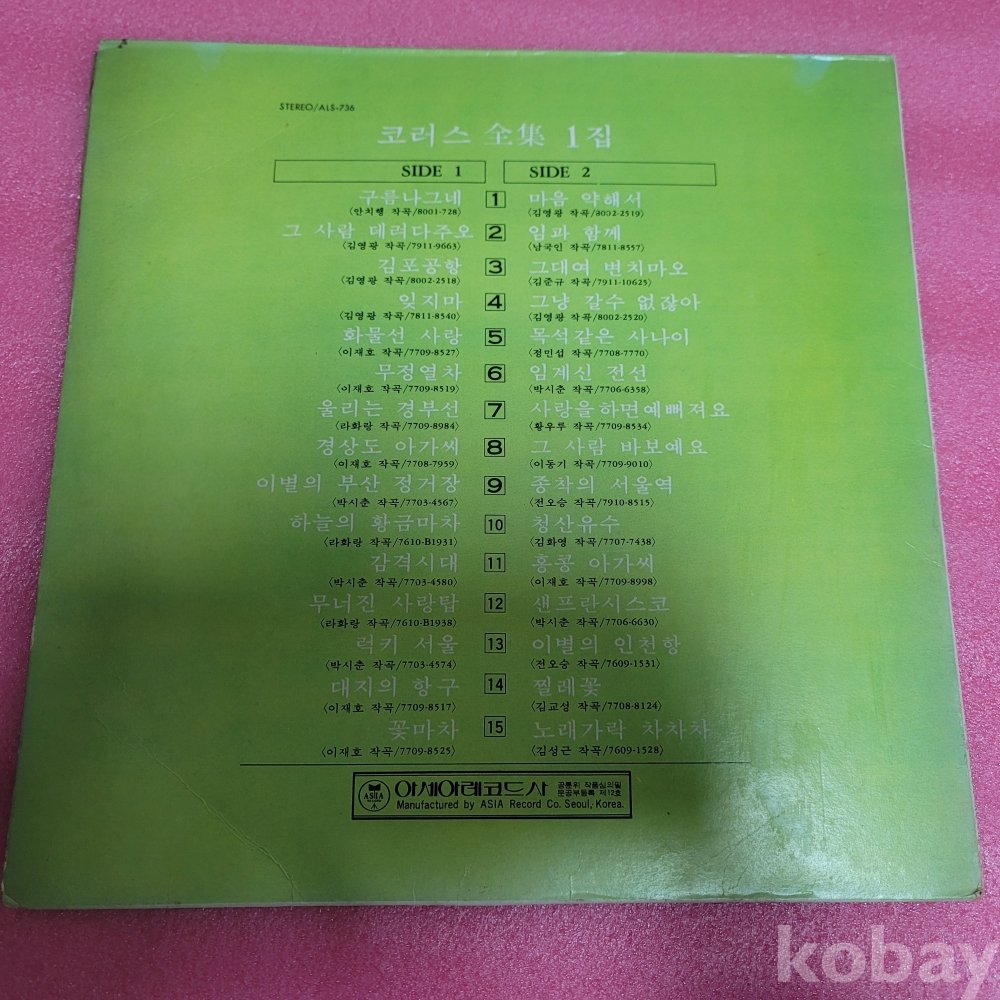 STEREO/ALS-736
코러스 全集 1집
SIDE 1
SIDE 2
구름나그네 1 마음 약해서
(안치행 작곡/8001-728) (김영광 작곡/8002-2519)
그 사람 데려다주오 2 임과 함께
(김영광 작곡/7911-9663) (남국인 작곡/7811-8557)
김포공항 3 그대여 변치마오
(김영광 작곡/8002-2518) (김준규 작곡/7911-10625)
잊지마 4 그냥 갈수 없잖아
(김영광 작곡/7811-8540) (김영광 작곡/8002-2520)
화물선 사랑 5 목석같은 사나이
(이재호 작곡/7709-8527) (정민섭 작곡/7708-7770)
무정열차 6 임계신 전선
(이재호 작곡/7709-8519) (박시춘 작곡/7706-6358)
울리는 경부선 7 사랑을하면예뻐져요
(라화랑 작곡/7709-8984) (황우루 작곡/7709-8534)
경상도 아가씨 8 그 사람 바보예요
(이재호 작곡/7708-7959) (이동기 작곡/7709-9010)
이별의 부산 정거장 9 종착의 서울역
(박시춘 작곡/7703-4567) (전오승 작곡/7910-8515)
하늘의 황금마차 10 청산유수
(라화랑 작곡/7610-B1931) (김화영 작곡/7707-7438)
감격시대 11 홍콩 아가씨
(박시춘 작곡/7703-4580) (이재호 작곡/7709-8998)
무너진 사랑탑 12 샌프란시스코
(라화랑 작곡/7610-B1938) (박시춘 작곡/7706-6630)
럭키 서울 13 이별의 인천항
(박시춘 작곡/7703-4574) (전오승 작곡/7609-1531)
대지의 항구 14 찔레꽃
(이재호 작곡/7709-8517) (김교성 작곡/7708-8124)
꽃마차 15 노래가락 차차차
(이재호 작곡/7709-8525) (김성근 작곡/7609-1528)
ASIA
아세아레코드사
공륜위 작품심의필
문공부등록 제12호
Manufactured by ASIA Record Co. Seoul, Korea.
kobay